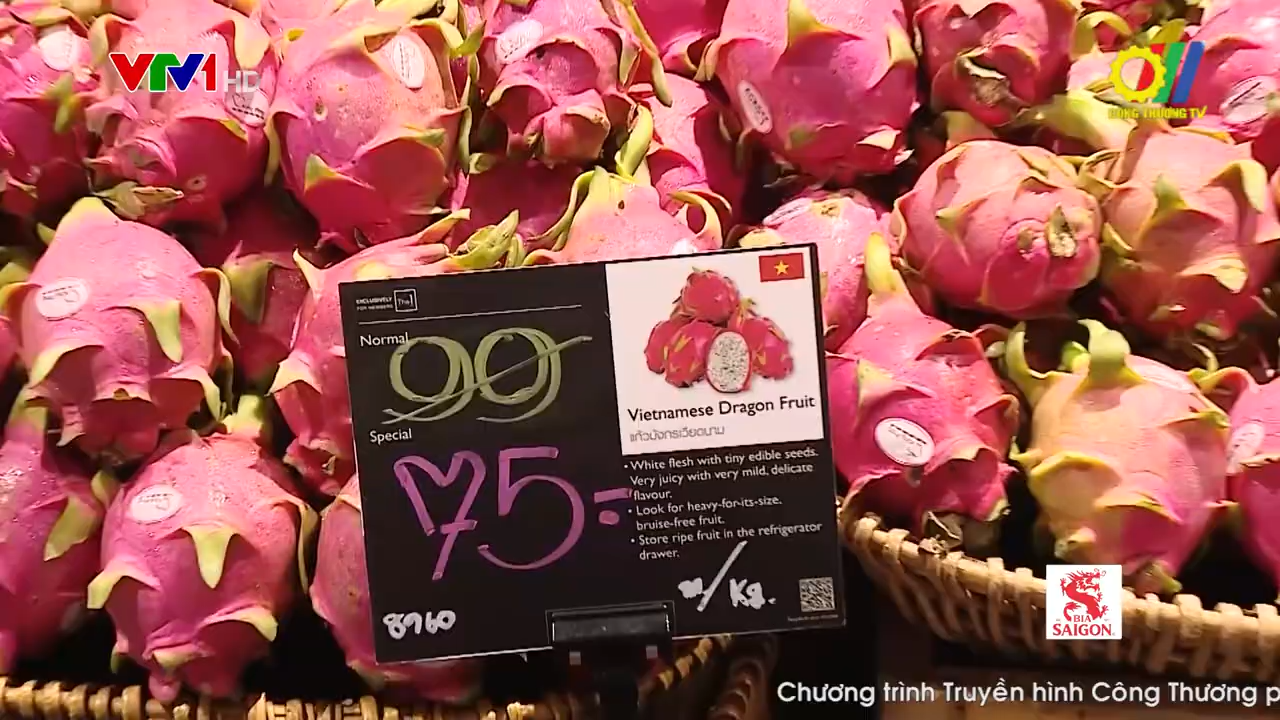 VTV1 HD
CÔNG THƯƠNG TV
EXCLUSIVELY
FOR MEMBERS
The 1
Normal
99
Special
75.-
8960
Vietnamese Dragon Fruit
แก้วมังกรเวียดนาม
• White flesh with tiny edible seeds.
Very juicy with very mild, delicate
flavour.
• Look for heavy-for-its-size,
bruise-free fruit.
• Store ripe fruit in the refrigerator
drawer.
/Kg.
BIA
SAIGON
Chương trình Truyền hình Công Thương p